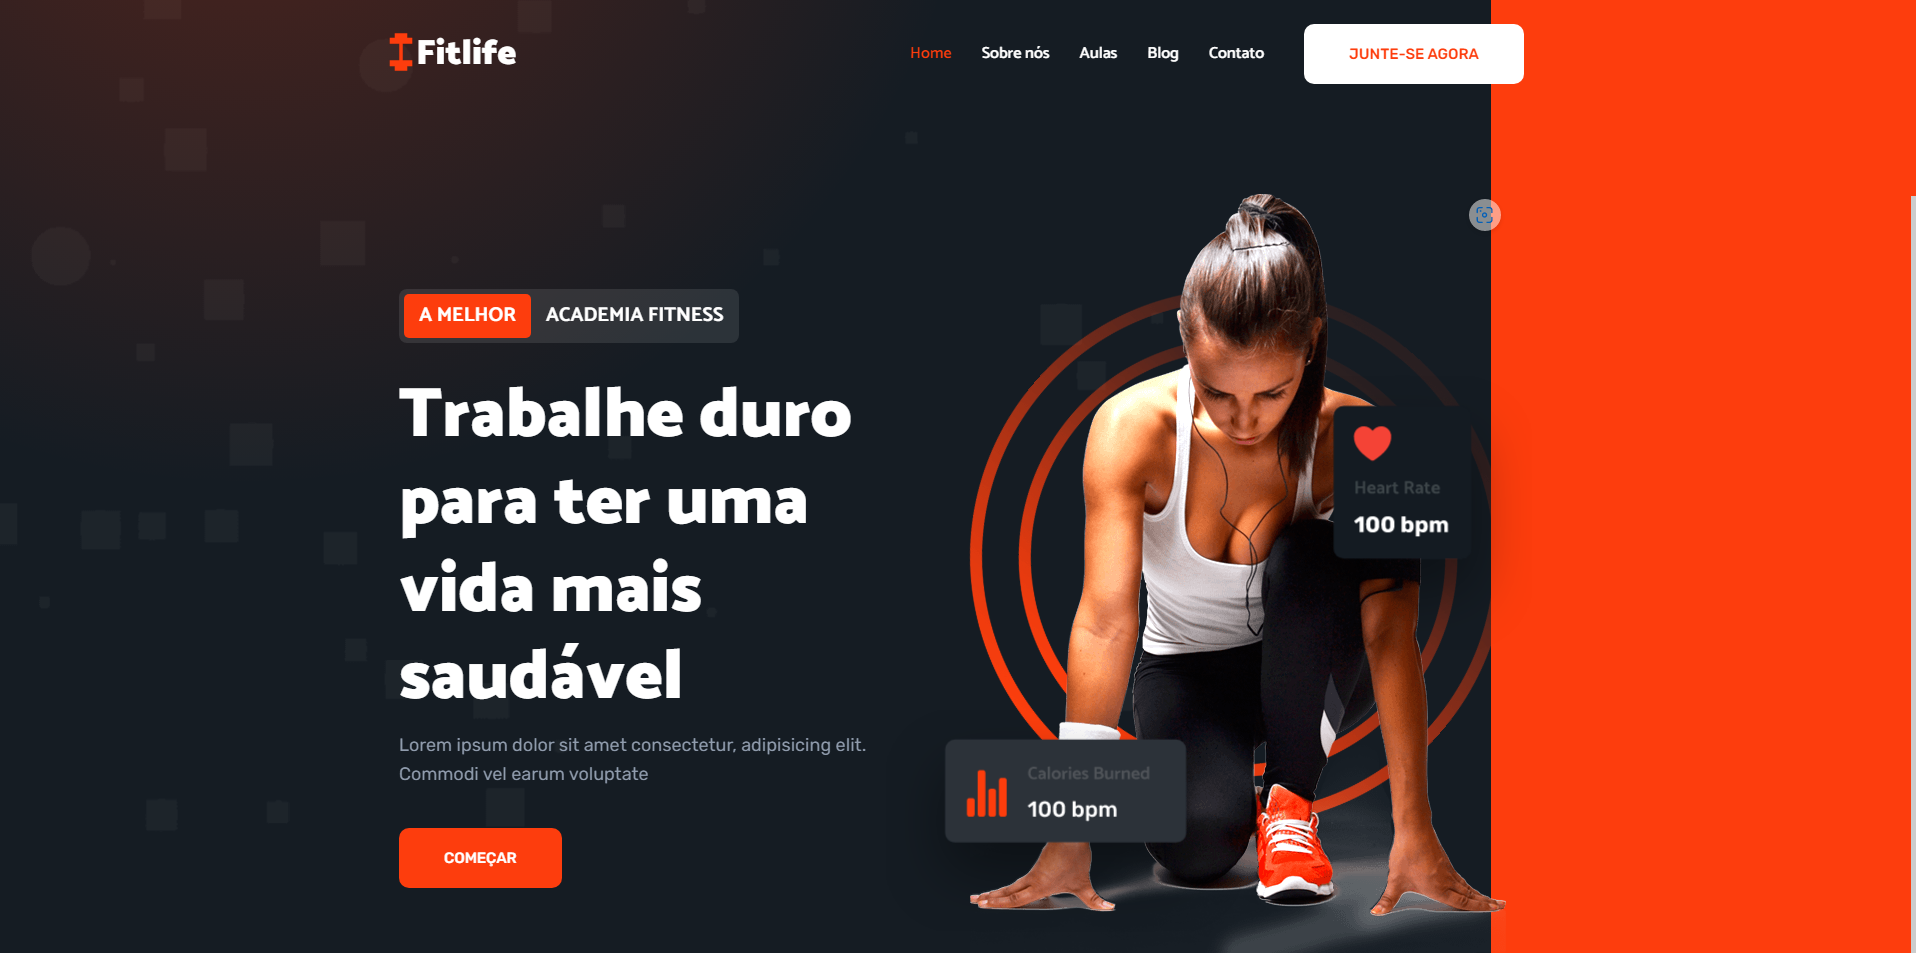 Fitlife
Home Sobre nós Aulas Blog Contato JUNTE-SE AGORA
A MELHOR ACADEMIA FITNESS
Trabalhe duro
para ter uma
vida mais
saudável
Lorem ipsum dolor sit amet consectetur, adipisicing elit.
Commodi vel earum voluptate
COMEÇAR
Heart Rate
100 bpm
Calories Burned
100 bpm